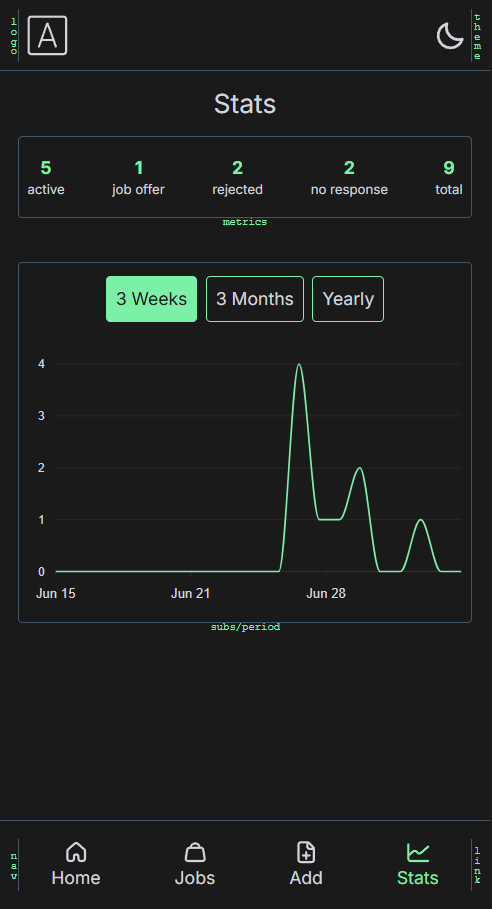 logo
A
theme
Stats
5 1 2 2 9
active job offer rejected no response total
metrics
3 Weeks 3 Months Yearly
4
3
2
1
0
Jun 15 Jun 21 Jun 28
subs/period
nav
Home Jobs Add Stats
link